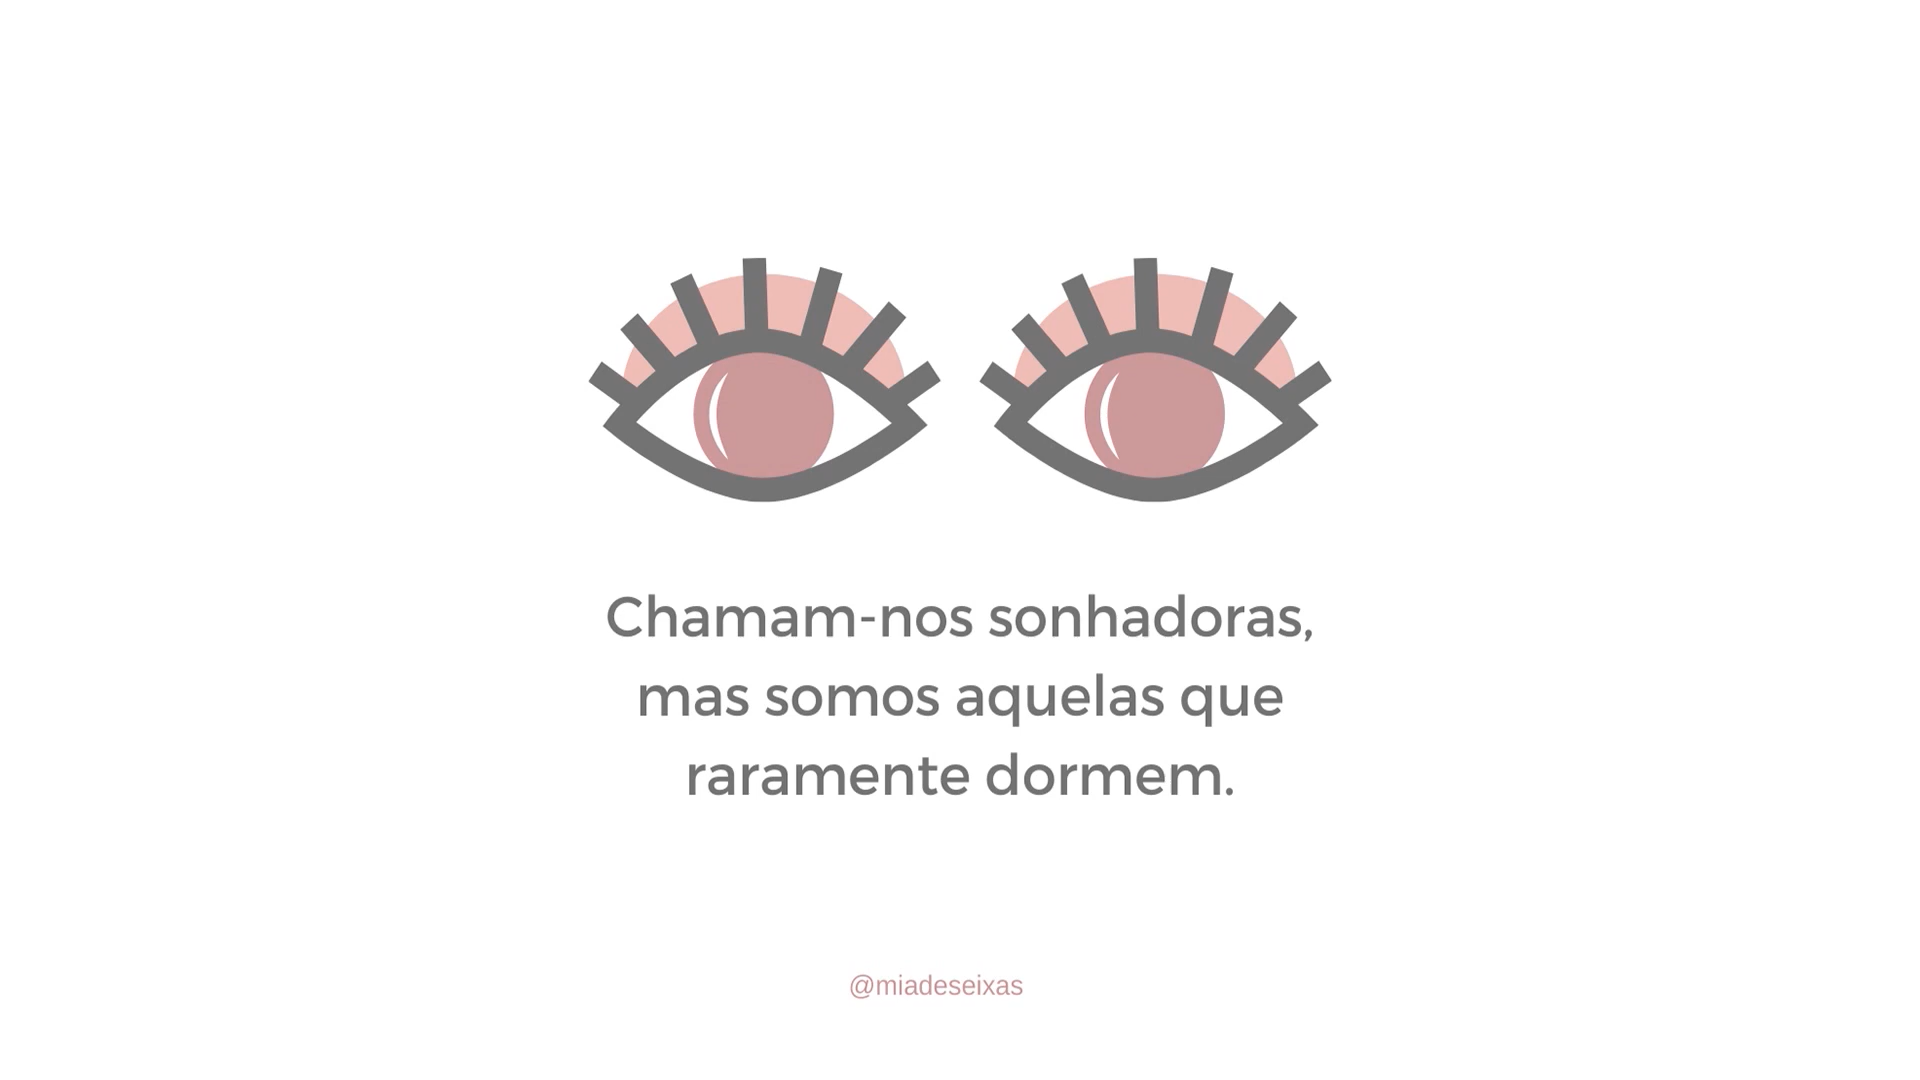 Chamam-nos sonhadoras,
mas somos aquelas que
raramente dormem.
@miadeseixas